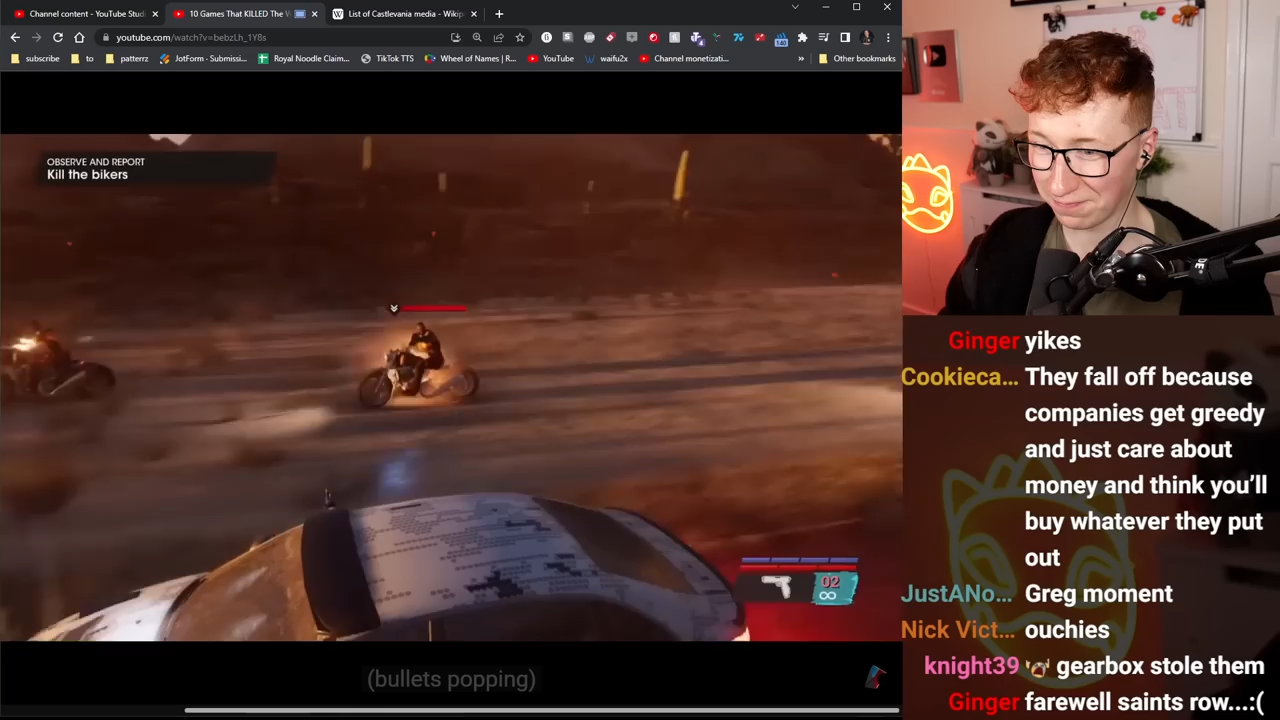 Channel content - YouTube Stud
10 Games That KILLED The V
List of Castlevania media - Wikip
youtube.com/watch?v=bebzLh_1Y8s
subscribe
to
patterrz
JotForm - Submissi...
Royal Noodle Claim...
TikTok TTS
Wheel of Names | R...
YouTube
waifu2x
Channel monetizati...
Other bookmarks
OBSERVE AND REPORT
Kill the bikers
02
∞
(bullets popping)
Ginger yikes
Cookieca... They fall off because
companies get greedy
and just care about
money and think you'll
buy whatever they put
out
JustANo... Greg moment
Nick Vict... ouchies
knight39 gearbox stole them
Ginger farewell saints row...:(